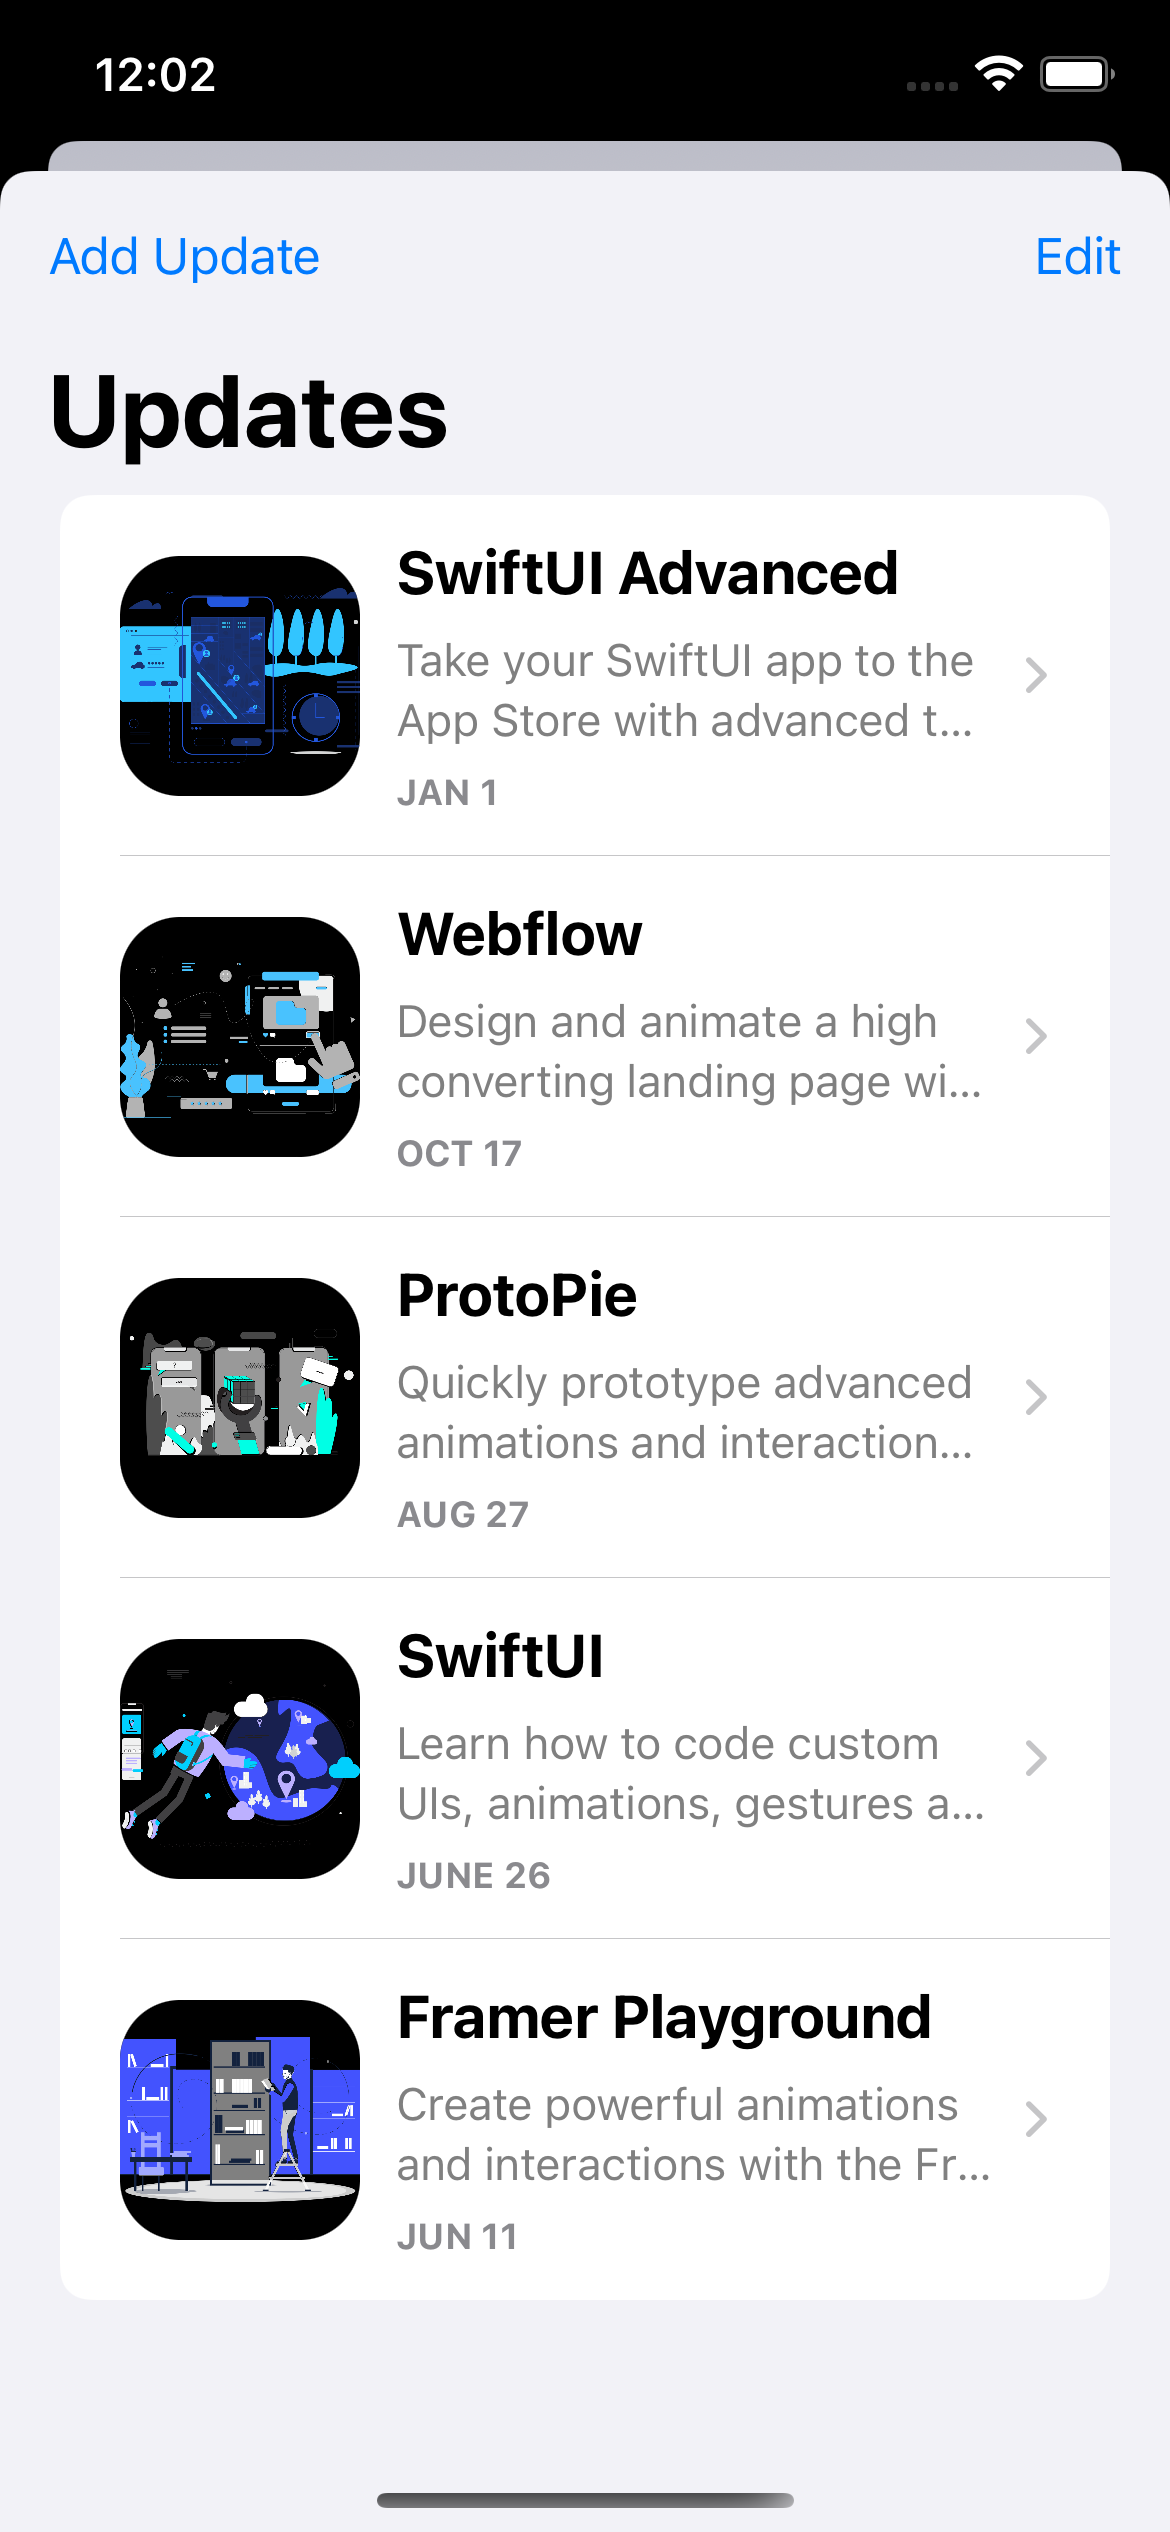 12:02
Add Update
Edit
Updates
SwiftUI Advanced
Take your SwiftUI app to the
App Store with advanced t...
JAN 1
Webflow
Design and animate a high
converting landing page wi...
OCT 17
ProtoPie
Quickly prototype advanced
animations and interaction...
AUG 27
SwiftUI
Learn how to code custom
UIs, animations, gestures a...
JUNE 26
Framer Playground
Create powerful animations
and interactions with the Fr...
JUN 11